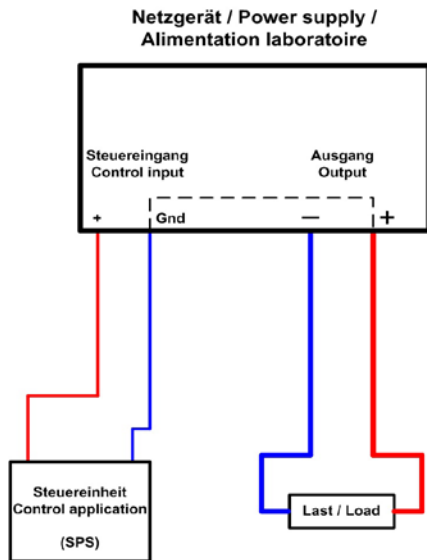 Netzgerät / Power supply /
Alimentation laboratoire
Steuereingang
Control input
Ausgang
Output
+
Gnd
—
+
Steuereinheit
Control application
(SPS)
Last / Load